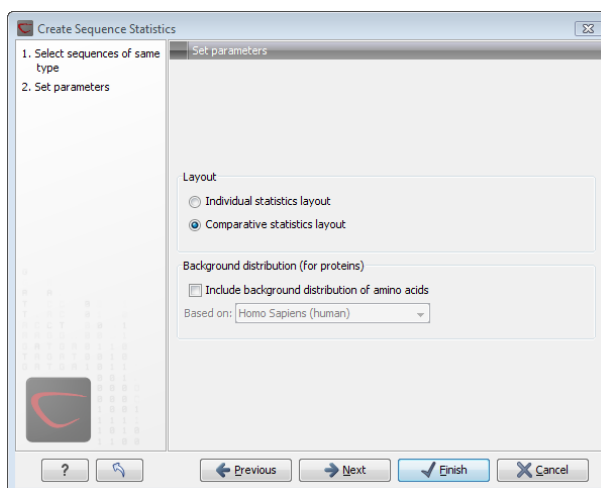 Create Sequence Statistics
1. Select sequences of same
type
2. Set parameters
Set parameters
Layout
Individual statistics layout
Comparative statistics layout
Background distribution (for proteins)
Include background distribution of amino acids
Based on: Homo Sapiens (human)
? Previous Next Finish Cancel